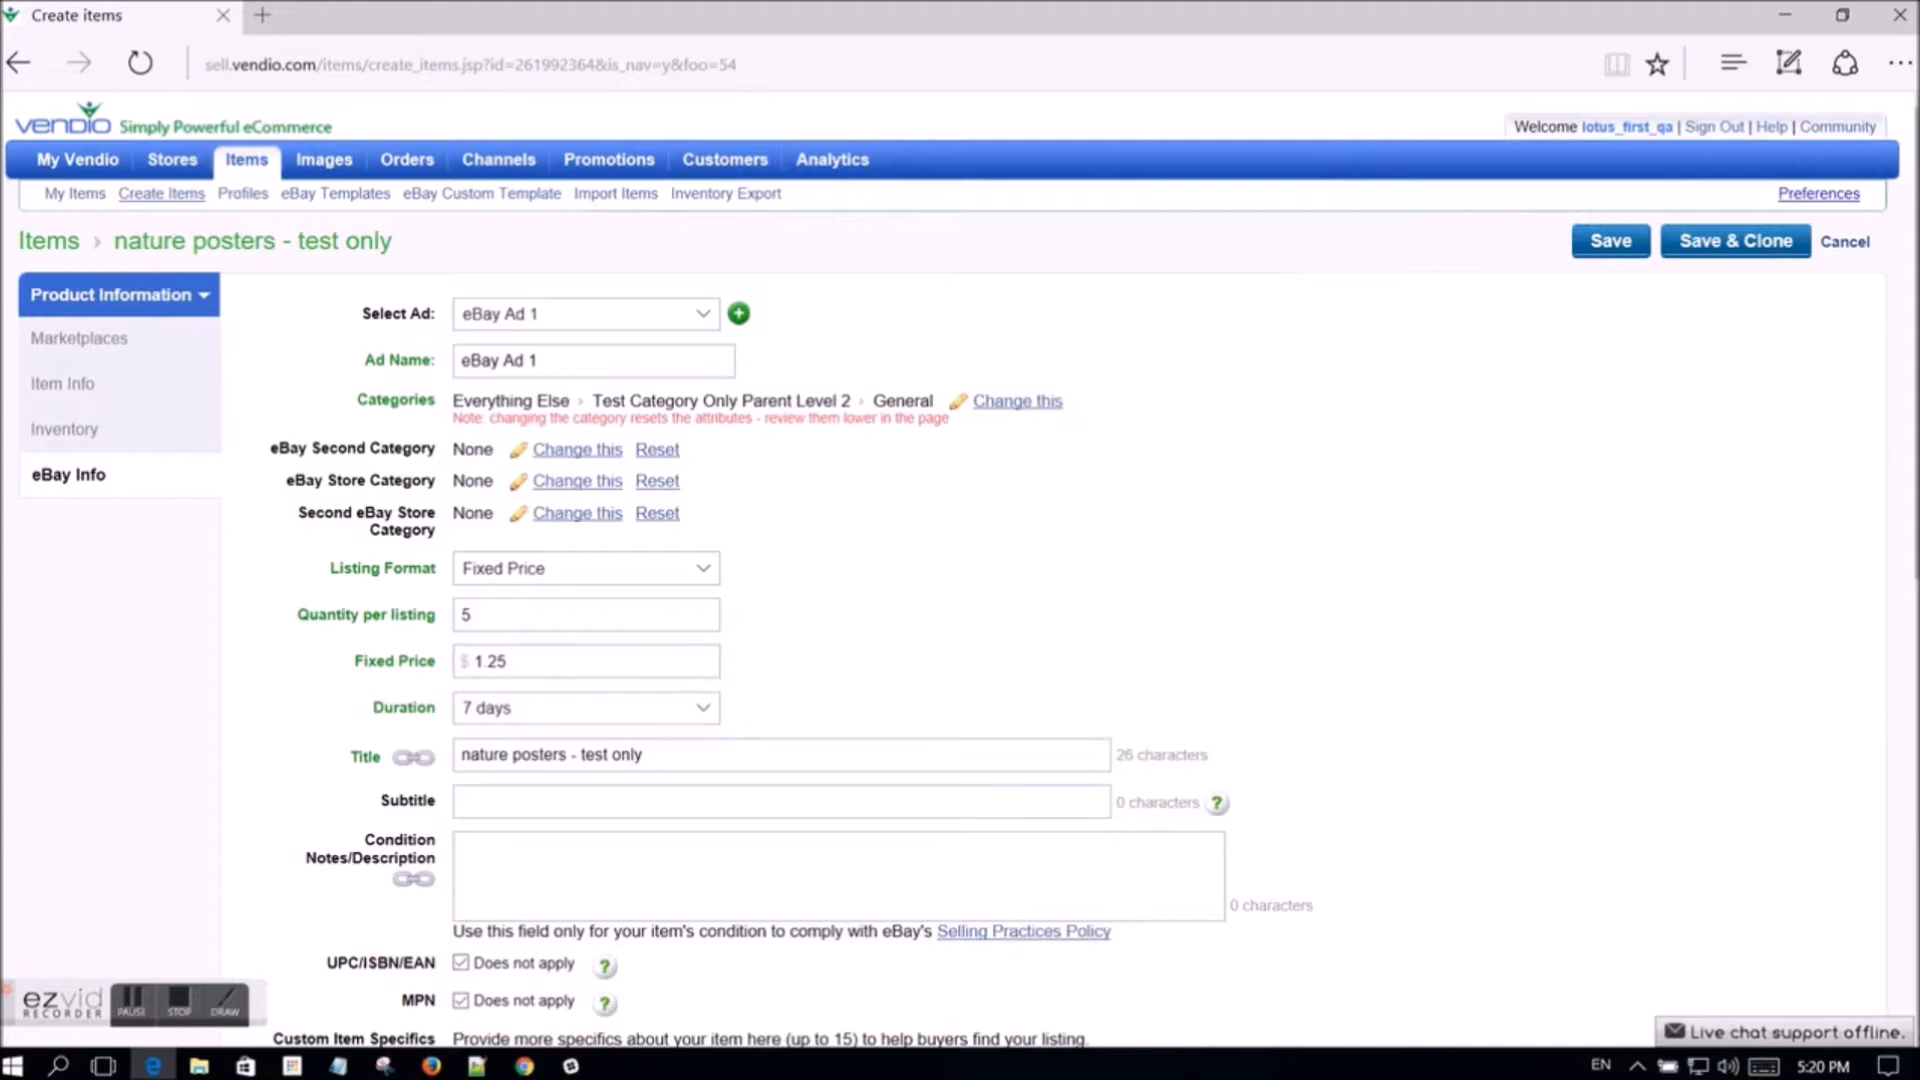 Create items
sell.vendio.com/items/create_items.jsp?id=261992364&is_nav=y&foo=54
venDIO Simply Powerful eCommerce
Welcome lotus_first_qa | Sign Out | Help | Community
My Vendio Stores Items Images Orders Channels Promotions Customers Analytics
My Items Create Items Profiles eBay Templates eBay Custom Template Import Items Inventory Export Preferences
Items › nature posters - test only
Save Save & Clone Cancel
Product Information
Marketplaces
Item Info
Inventory
eBay Info
Select Ad: eBay Ad 1
Ad Name: eBay Ad 1
Categories Everything Else › Test Category Only Parent Level 2 › General Change this
Note: changing the category resets the attributes - review them lower in the page
eBay Second Category None Change this Reset
eBay Store Category None Change this Reset
Second eBay Store Category None Change this Reset
Listing Format Fixed Price
Quantity per listing 5
Fixed Price $ 1.25
Duration 7 days
Title nature posters - test only 26 characters
Subtitle 0 characters ?
Condition
Notes/Description
0 characters
Use this field only for your item's condition to comply with eBay's Selling Practices Policy
UPC/ISBN/EAN Does not apply ?
MPN Does not apply ?
Custom Item Specifics Provide more specifics about your item here (up to 15) to help buyers find your listing.
ezvid
RECORDER
PAUSE STOP DRAW
Live chat support offline.
EN 5:20 PM